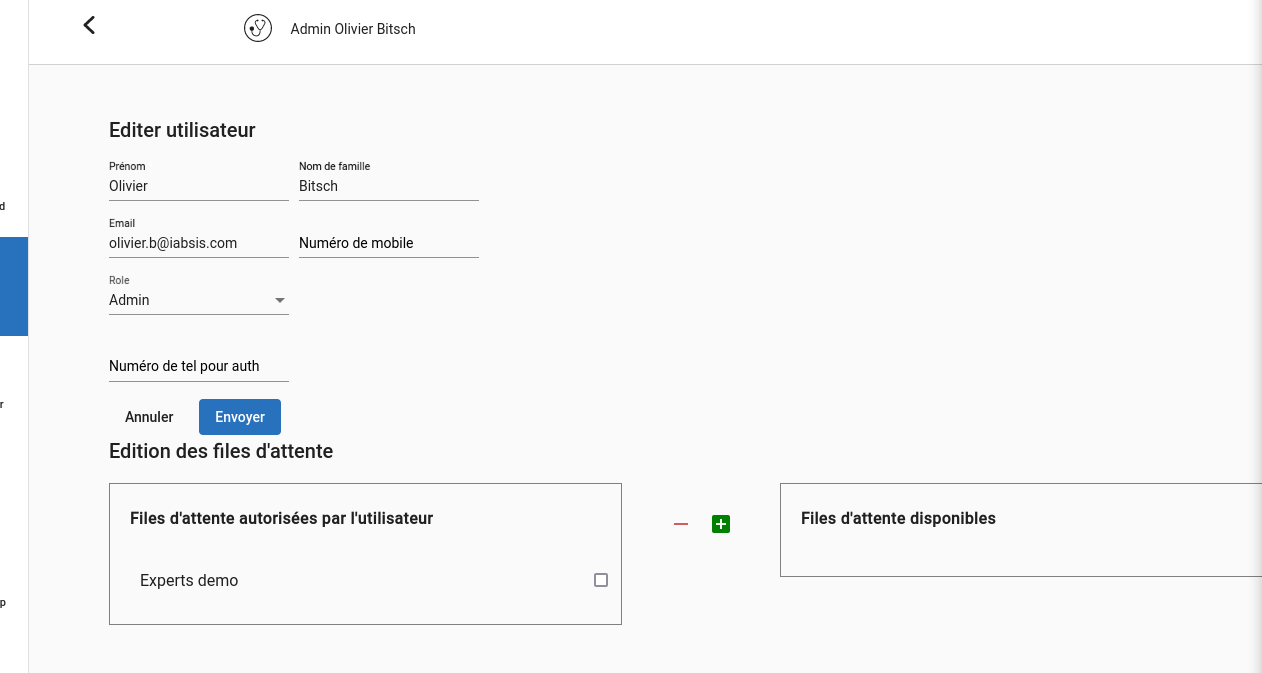 Admin Olivier Bitsch
Editer utilisateur
Prénom Nom de famille
Olivier Bitsch
Email
olivier.b@iabsis.com Numéro de mobile
Role
Admin
Numéro de tel pour auth
Annuler Envoyer
Edition des files d'attente
Files d'attente autorisées par l'utilisateur Files d'attente disponibles
Experts demo